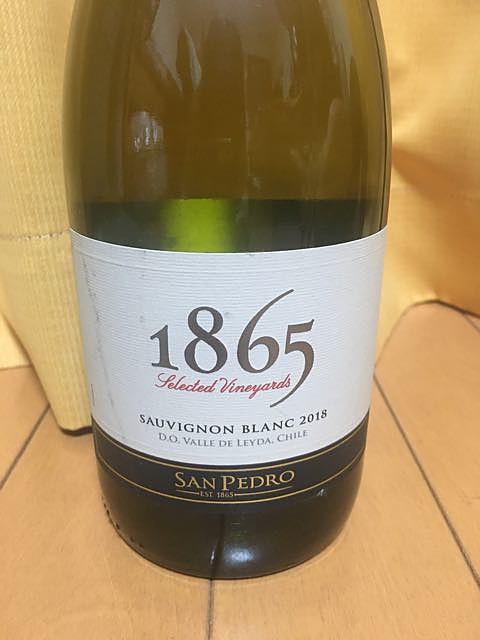 1865
Selected Vineyards
SAUVIGNON BLANC 2018
D.O. VALLE DE LEYDA, CHILE
SAN PEDRO
EST. 1865